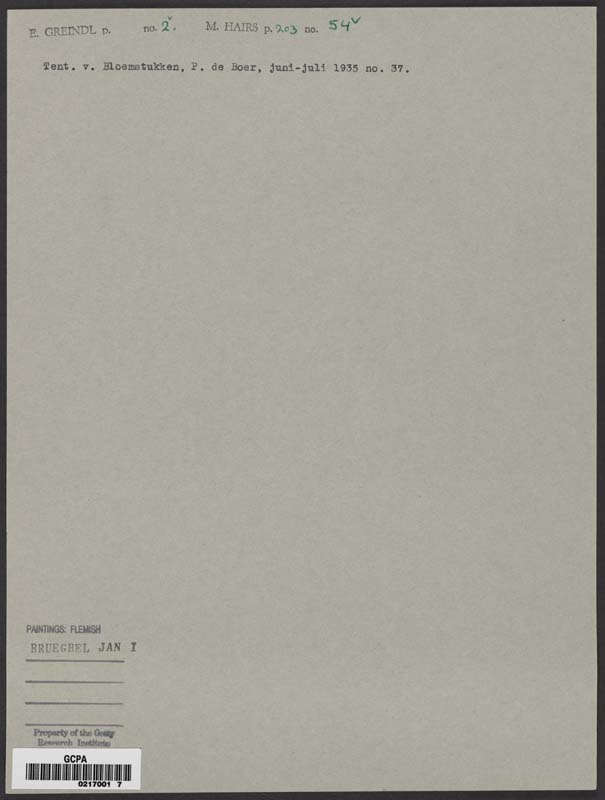 E. GREINDL p. no. 2. M. HAIRS p. 203 no. 54
Tent. v. Bloemstukken, P. de Boer, juni-juli 1935 no. 37.
PAINTINGS: FLEMISH
BRUEGHEL JAN I
Property of the Getty
Research Institute
GCPA
0217001 7